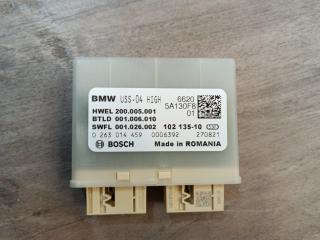 BMW USS-04 HIGH 6620
5A130F8
01
HWEL 200.005.001
BTLD 001.006.010
SWFL 001.026.002 102 135-10
0 263 014 459 0006392 270821
BOSCH Made in ROMANIA